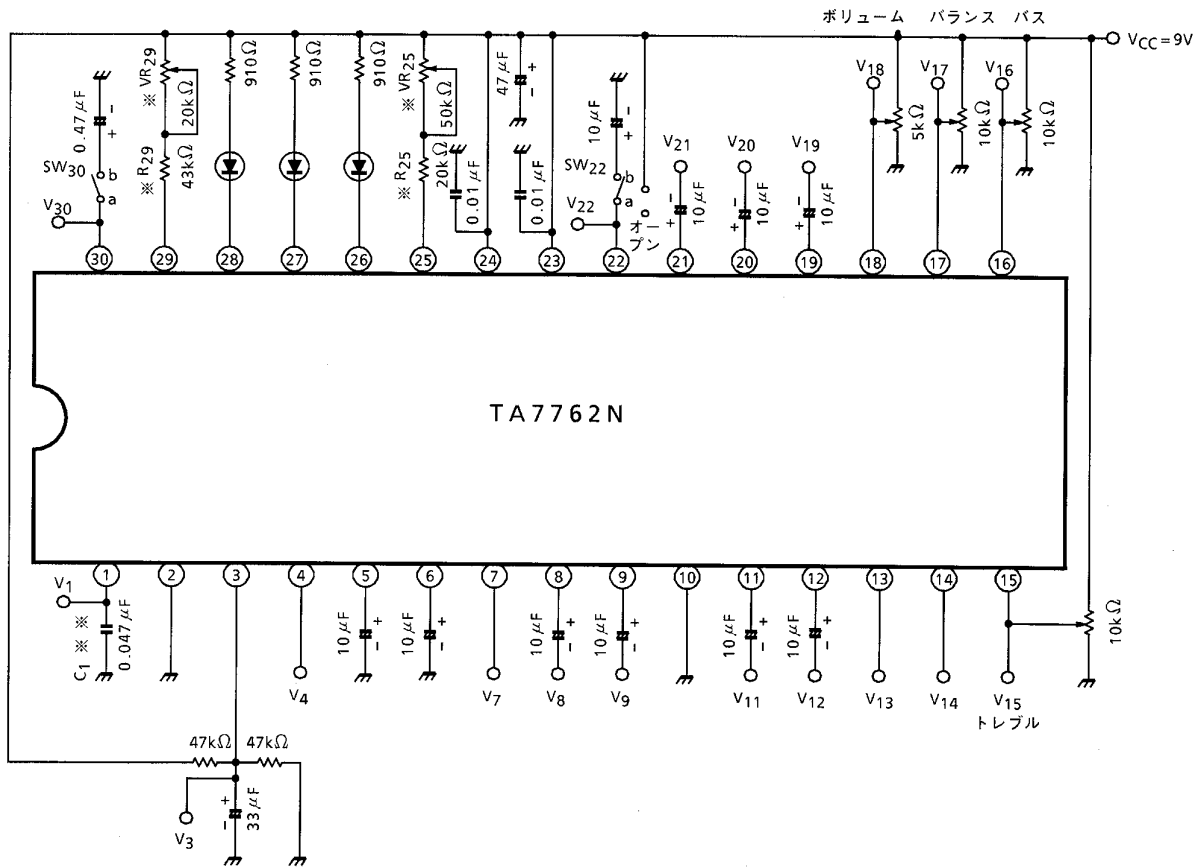 ボリューム バランス バス
VCC=9V
0.47μF
- +
※ VR29
20kΩ
※ R29
43kΩ
910Ω
910Ω
910Ω
※ VR25
50kΩ
※ R25
20kΩ
0.01μF
47μF
+ -
0.01μF
10μF
- +
SW30
b
a
V30
SW22
b
a
V22
オープン
V21
- +
10μF
V20
- +
10μF
V19
- +
10μF
V18
5kΩ
V17
10kΩ
V16
10kΩ
30 29 28 27 26 25 24 23 22 21 20 19 18 17 16
TA7762N
1 2 3 4 5 6 7 8 9 10 11 12 13 14 15
V1
C1 ※ ※
0.047μF
V4
10μF
+ -
10μF
+ -
V7
10μF
+ -
V8
10μF
+ -
V9
10μF
+ -
V11
10μF
+ -
V12
V13
V14
V15
トレブル
10kΩ
47kΩ 47kΩ
V3
+ -
33μF